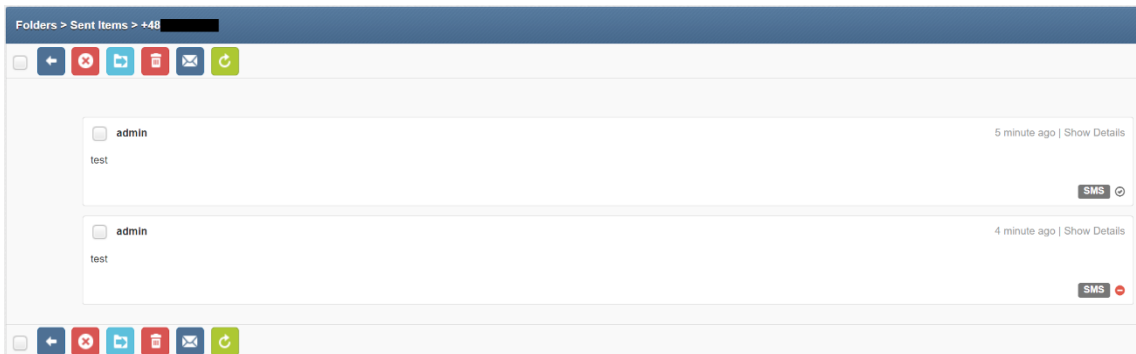 Folders > Sent Items > +48
admin
5 minute ago | Show Details
test
SMS
admin
4 minute ago | Show Details
test
SMS